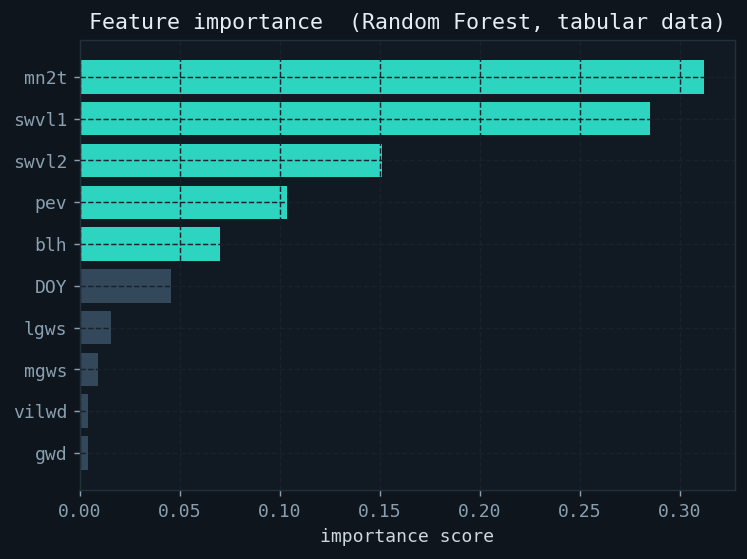 Feature importance  (Random Forest, tabular data)
mn2t
swvl1
swvl2
pev
blh
DOY
lgws
mgws
vilwd
gwd
0.00 0.05 0.10 0.15 0.20 0.25 0.30
importance score